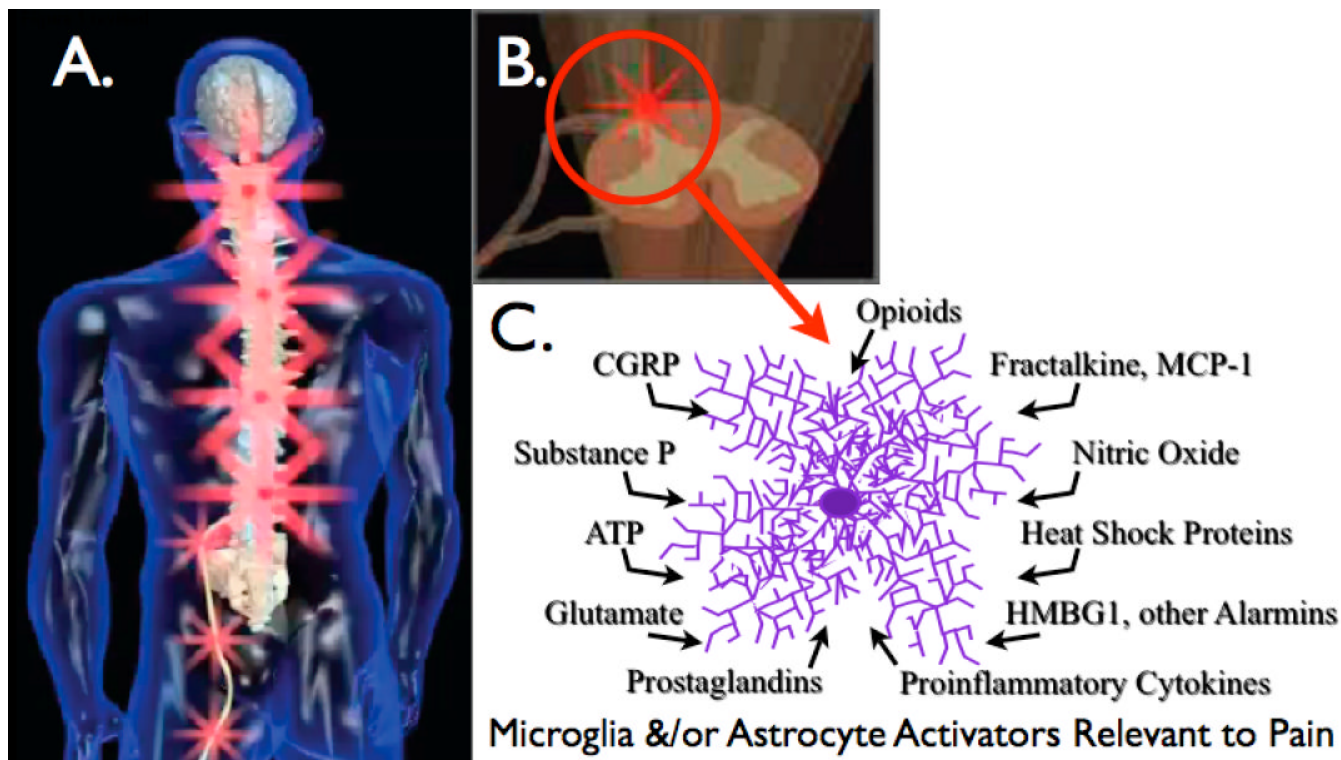 A.
B.
C.
Opioids
CGRP
Fractalkine, MCP-1
Substance P
Nitric Oxide
ATP
Heat Shock Proteins
Glutamate
HMBG1, other Alarmins
Prostaglandins
Proinflammatory Cytokines
Microglia &/or Astrocyte Activators Relevant to Pain